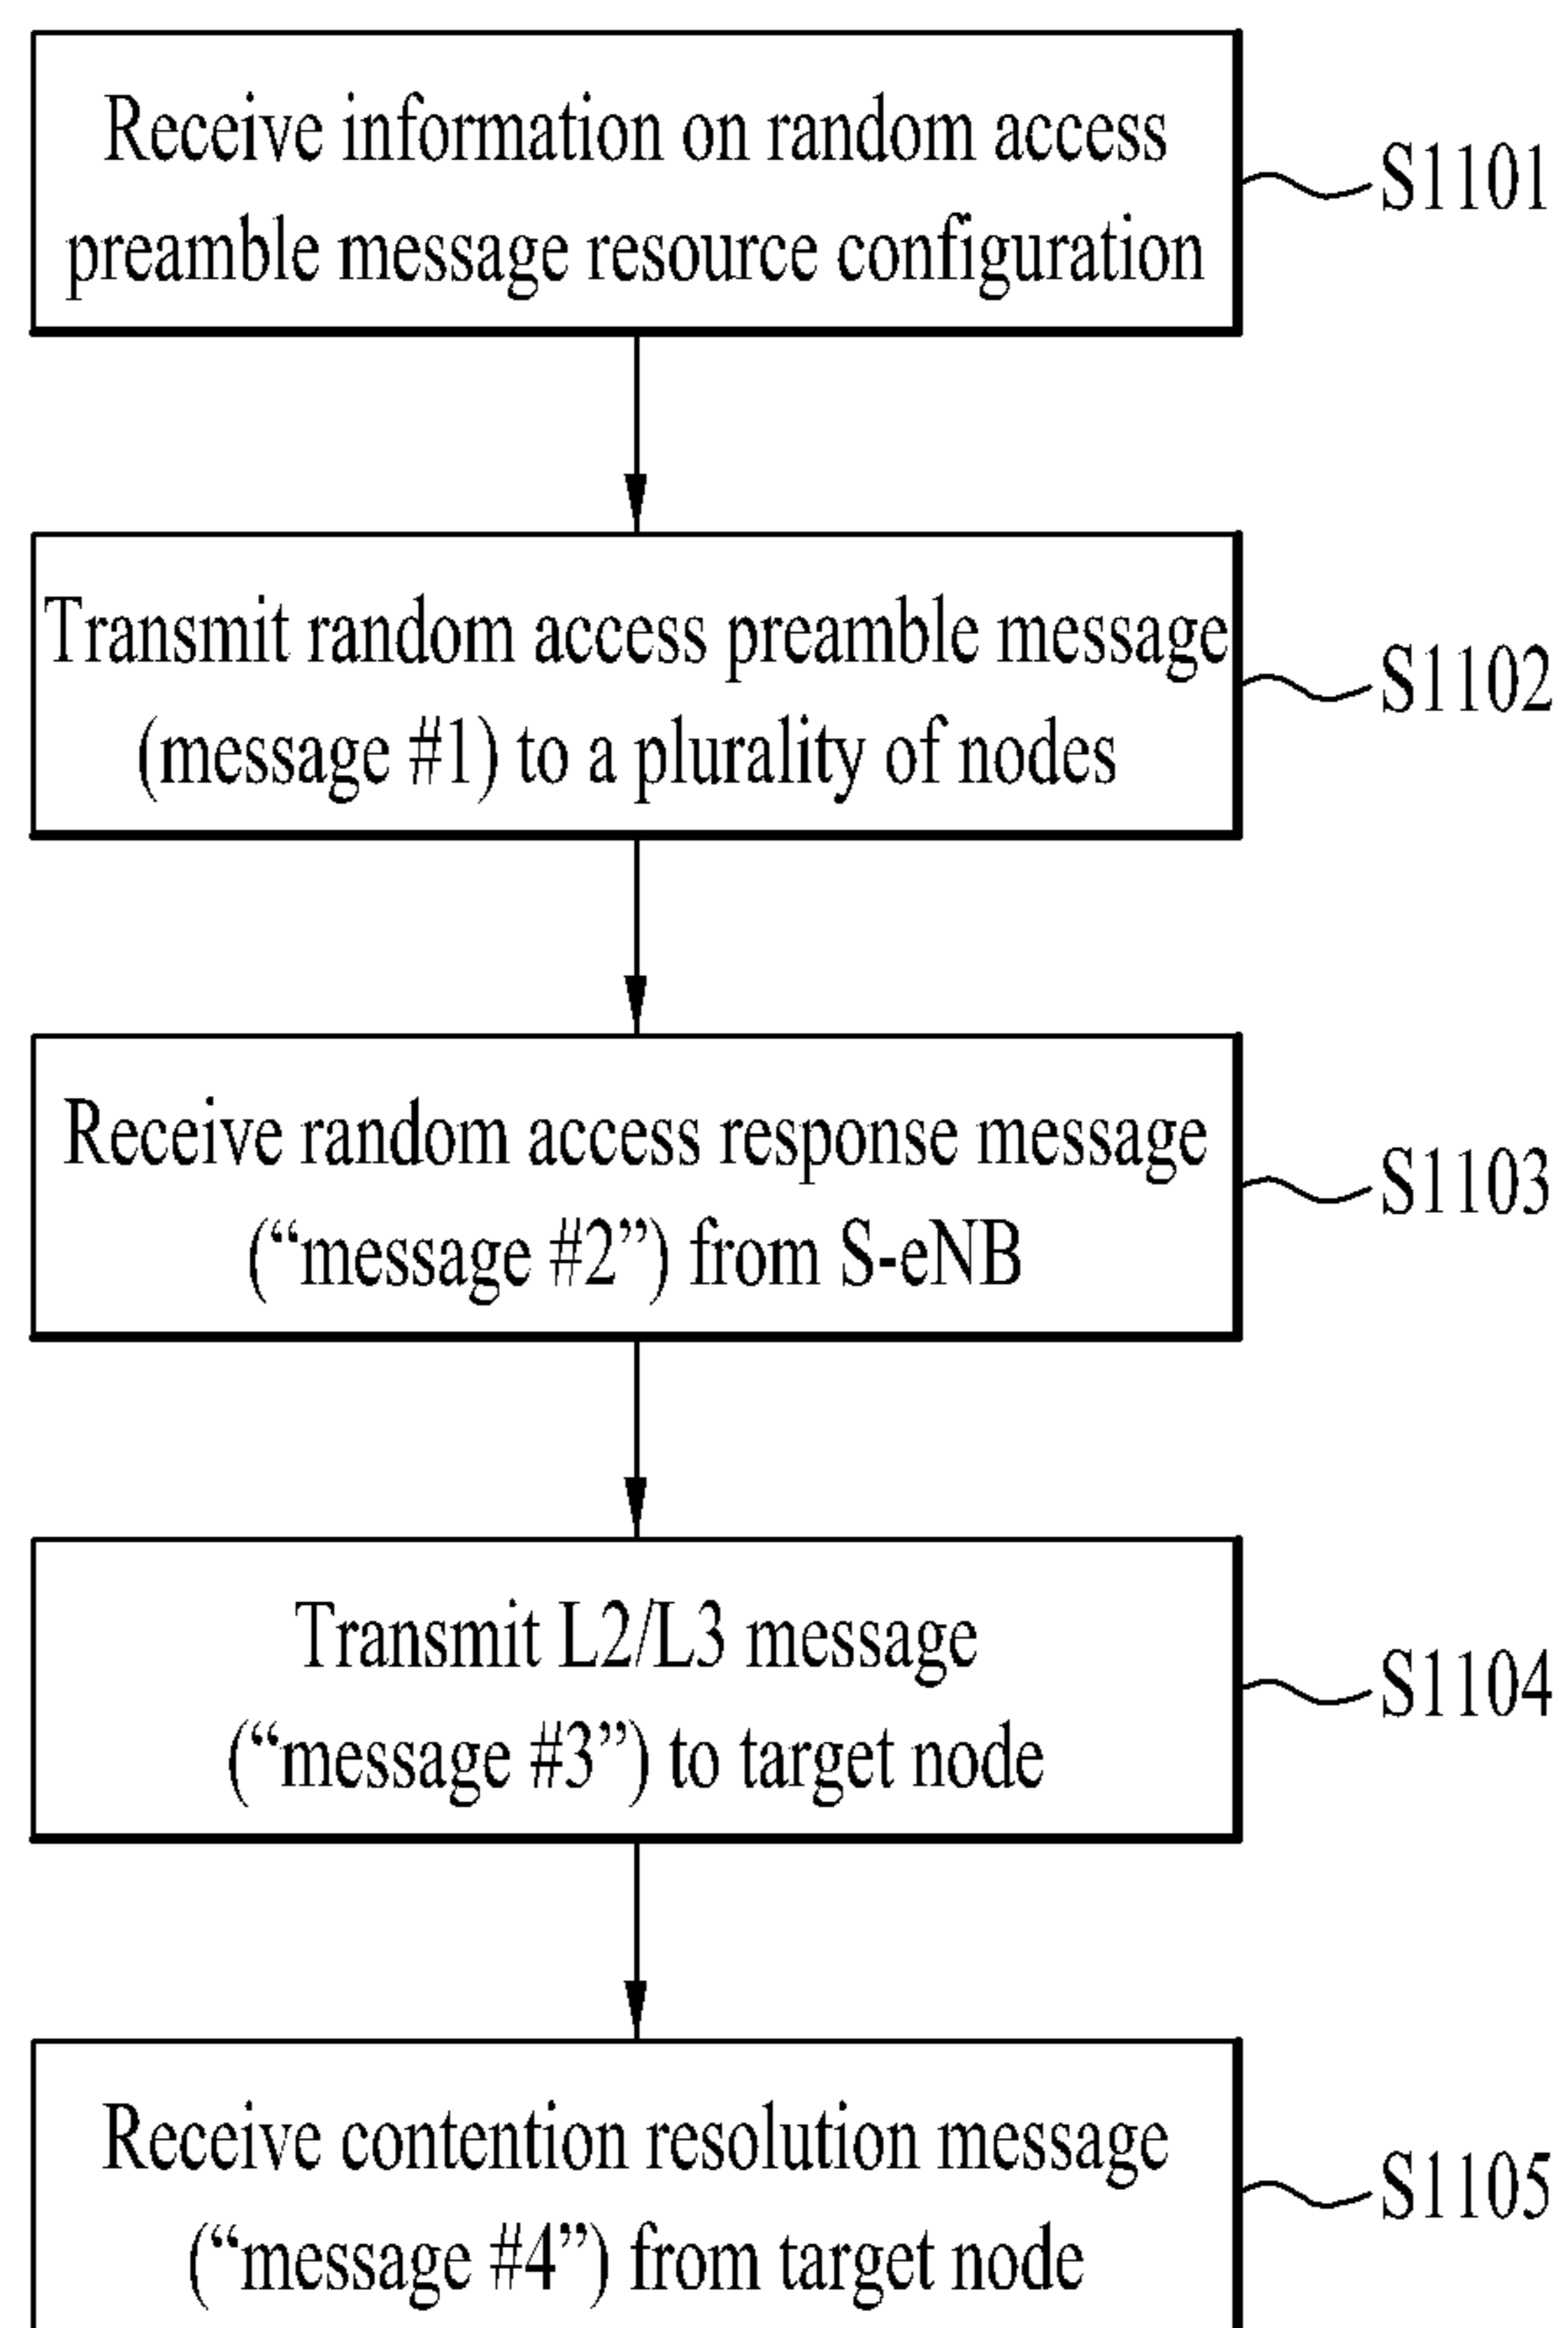 Receive information on random access
preamble message resource configuration
S1101
Transmit random access preamble message
(message #1) to a plurality of nodes
S1102
Receive random access response message
(“message #2”) from S-eNB
S1103
Transmit L2/L3 message
(“message #3”) to target node
S1104
Receive contention resolution message
(“message #4”) from target node
S1105